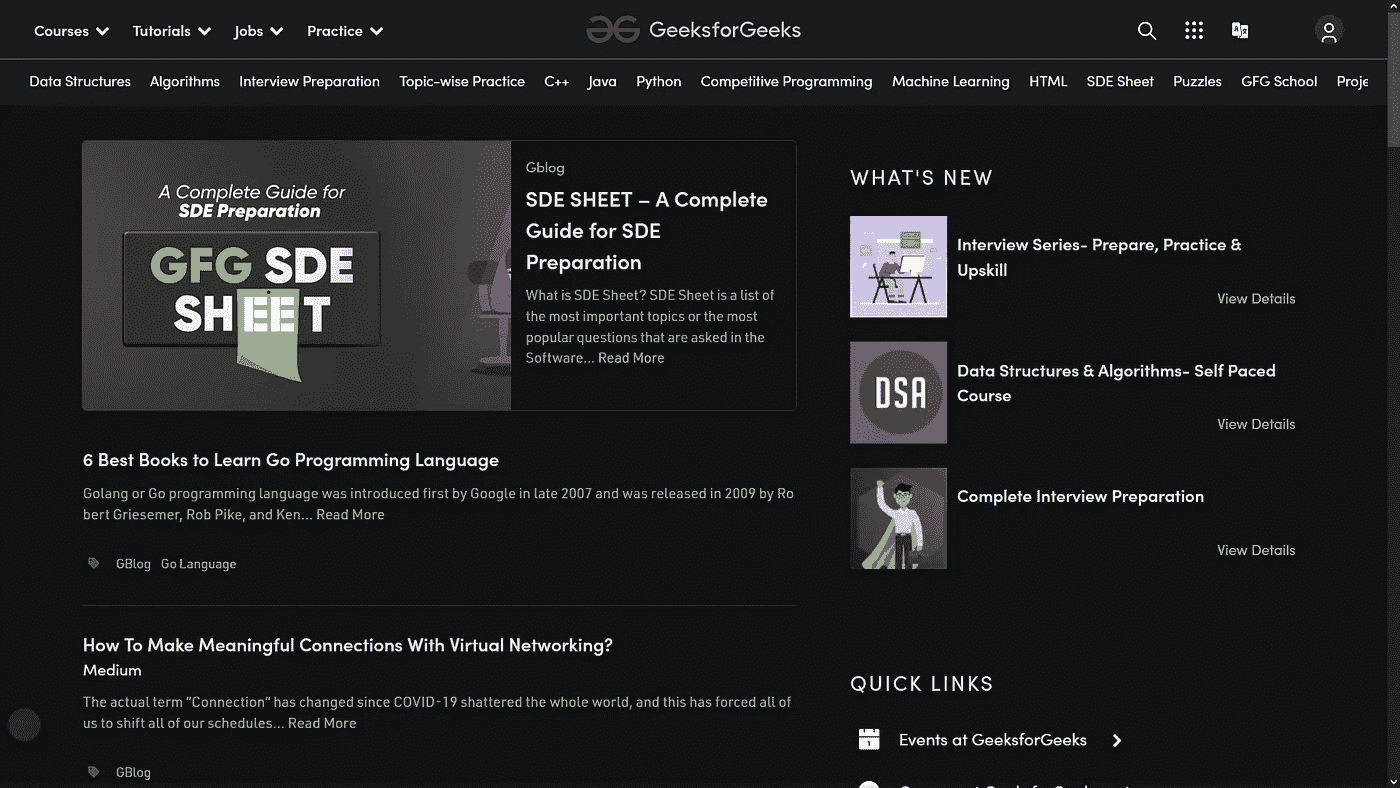 Courses Tutorials Jobs Practice GeeksforGeeks
Data Structures Algorithms Interview Preparation Topic-wise Practice C++ Java Python Competitive Programming Machine Learning HTML SDE Sheet Puzzles GFG School Proje
A Complete Guide for
SDE Preparation
GFG SDE
SHEET
Gblog
SDE SHEET – A Complete
Guide for SDE
Preparation
What is SDE Sheet? SDE Sheet is a list of
the most important topics or the most
popular questions that are asked in the
Software... Read More
6 Best Books to Learn Go Programming Language
Golang or Go programming language was introduced first by Google in late 2007 and was released in 2009 by Ro
bert Griesemer, Rob Pike, and Ken... Read More
GBlog Go Language
How To Make Meaningful Connections With Virtual Networking?
Medium
The actual term “Connection” has changed since COVID-19 shattered the whole world, and this has forced all of
us to shift all of our schedules... Read More
GBlog
WHAT'S NEW
Interview Series- Prepare, Practice &
Upskill
View Details
DSA
Data Structures & Algorithms- Self Paced
Course
View Details
Complete Interview Preparation
View Details
QUICK LINKS
1
Events at GeeksforGeeks